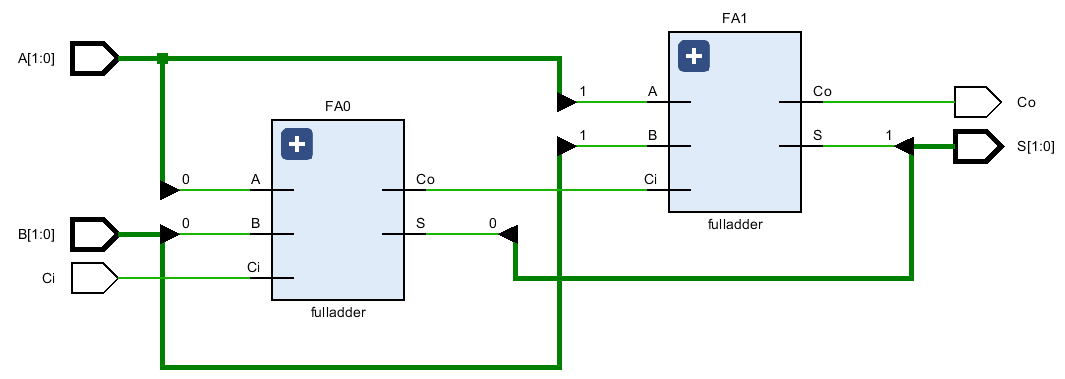 FA1
A[1:0]
1
A
Co
Co
FA0
1
B
S
1
S[1:0]
0
A
Co
Ci
B[1:0]
0
B
S
0
fulladder
Ci
Ci
fulladder